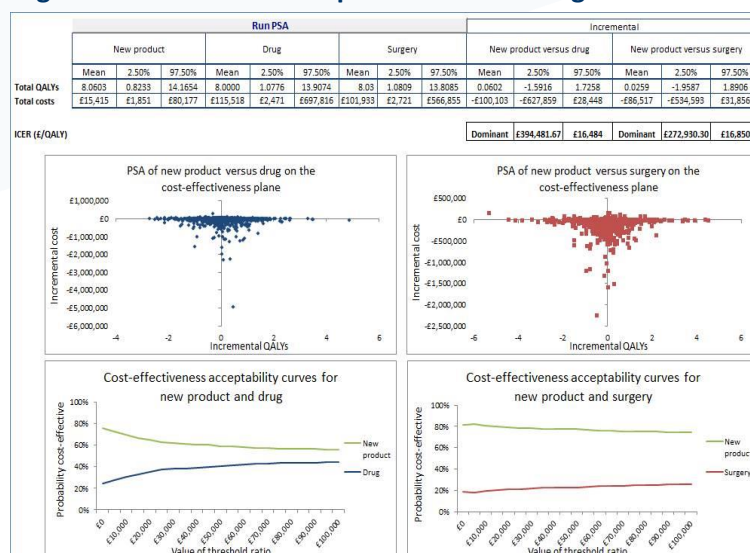 Run PSA Incremental
New product Drug Surgery New product versus drug New product versus surgery
Mean 2.50% 97.50% Mean 2.50% 97.50% Mean 2.50% 97.50% Mean 2.50% 97.50% Mean 2.50% 97.50%
Total QALYs 8.0603 0.8233 14.1654 8.0000 1.0776 13.9074 8.03 1.0809 13.8085 0.0602 -1.5916 1.7258 0.0259 -1.9587 1.8906
Total costs £15,415 £1,851 £80,177 £115,518 £2,471 £697,816 £101,933 £2,721 £566,855 -£100,103 -£627,859 £28,448 -£86,517 -£534,593 £31,856
ICER (£/QALY) Dominant £394,481.67 £16,484 Dominant £272,930.30 £16,850
PSA of new product versus drug on the
cost-effectiveness plane
£1,000,000
£0
-£1,000,000
-£2,000,000
-£3,000,000
-£4,000,000
-£5,000,000
-£6,000,000
Incremental cost
-4 -2 0 2 4 6
Incremental QALYs
PSA of new product versus surgery on the
cost-effectiveness plane
£500,000
£0
-£500,000
-£1,000,000
-£1,500,000
-£2,000,000
-£2,500,000
Incremental cost
-6 -4 -2 0 2 4 6
Incremental QALYs
Cost-effectiveness acceptability curves for
new product and drug
100%
80%
60%
40%
20%
0%
Probability cost-effective
New
product
Drug
£0 £10,000 £20,000 £30,000 £40,000 £50,000 £60,000 £70,000 £80,000 £90,000 £100,000
Value of threshold ratio
Cost-effectiveness acceptability curves for
new product and surgery
100%
80%
60%
40%
20%
0%
Probability cost-effective
New
product
Surgery
£0 £10,000 £20,000 £30,000 £40,000 £50,000 £60,000 £70,000 £80,000 £90,000 £100,000
Value of threshold ratio